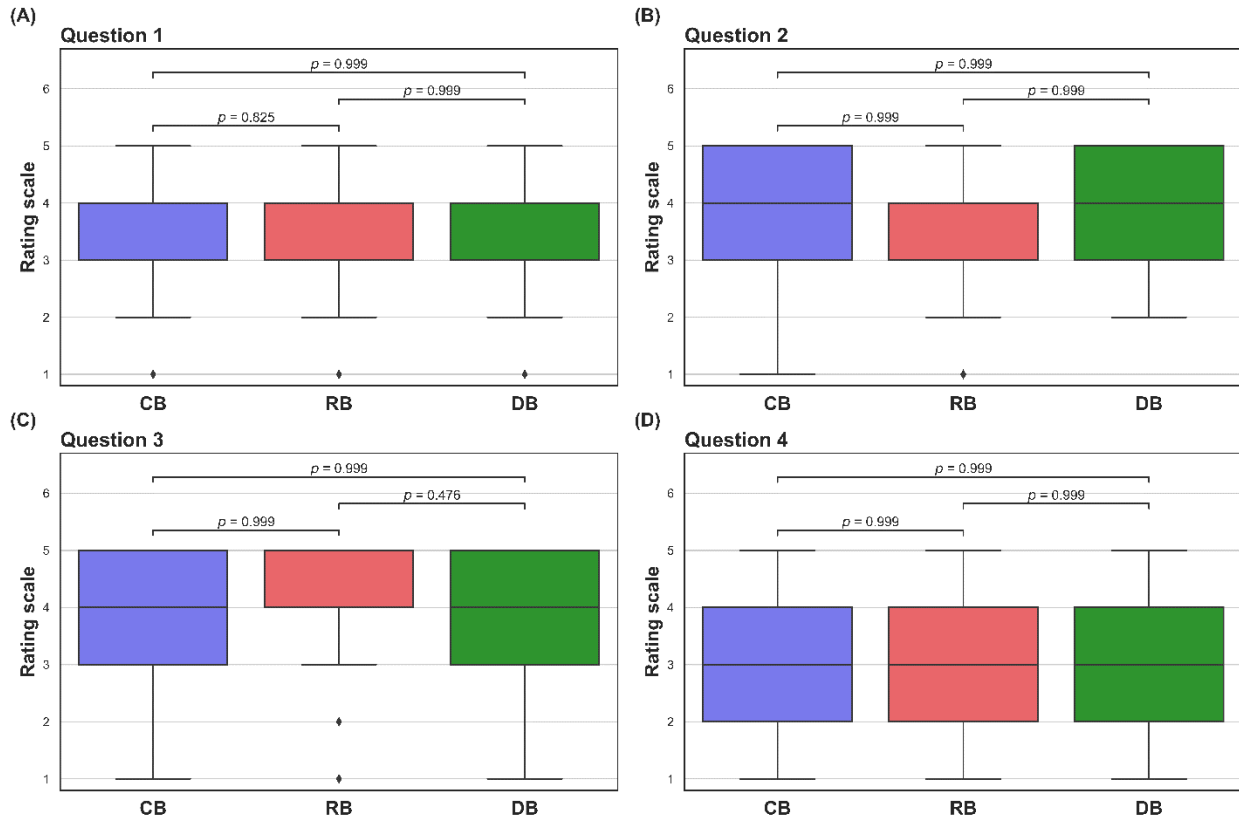 (A)
Question 1
p = 0.999
p = 0.999
p = 0.825
Rating scale
6
5
4
3
2
1
CB RB DB
(B)
Question 2
p = 0.999
p = 0.999
p = 0.999
Rating scale
6
5
4
3
2
1
CB RB DB
(C)
Question 3
p = 0.999
p = 0.476
p = 0.999
Rating scale
6
5
4
3
2
1
CB RB DB
(D)
Question 4
p = 0.999
p = 0.999
p = 0.999
Rating scale
6
5
4
3
2
1
CB RB DB